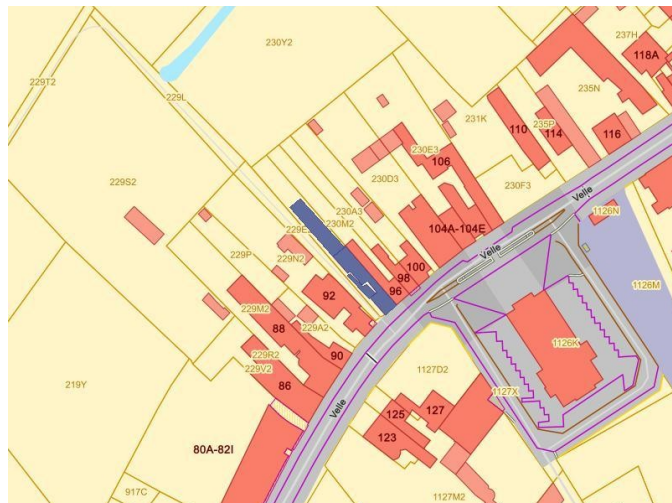 237H
118A
230Y2
235N
229T2
229L
231K
110
235P
114
116
230E3
106
229S2
230D3
230F3
Velle
230A3
1126N
229E
230M2
104A-104E
Velle
229P
229N2
100
98
1126M
92
96
229M2
88
229A2
1126K
229R2
90
229V2
1127D2
219Y
86
1127X
Velle
125
127
123
80A-82I
917C
1127M2